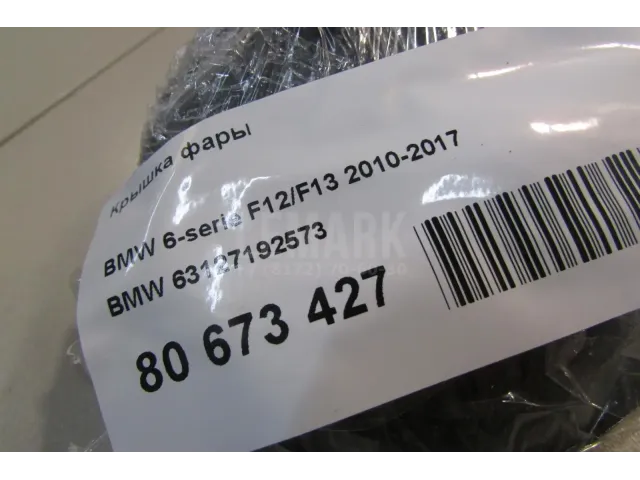 крышка фары
BMW 6-serie F12/F13 2010-2017
BMW 63127192573
80 673 427